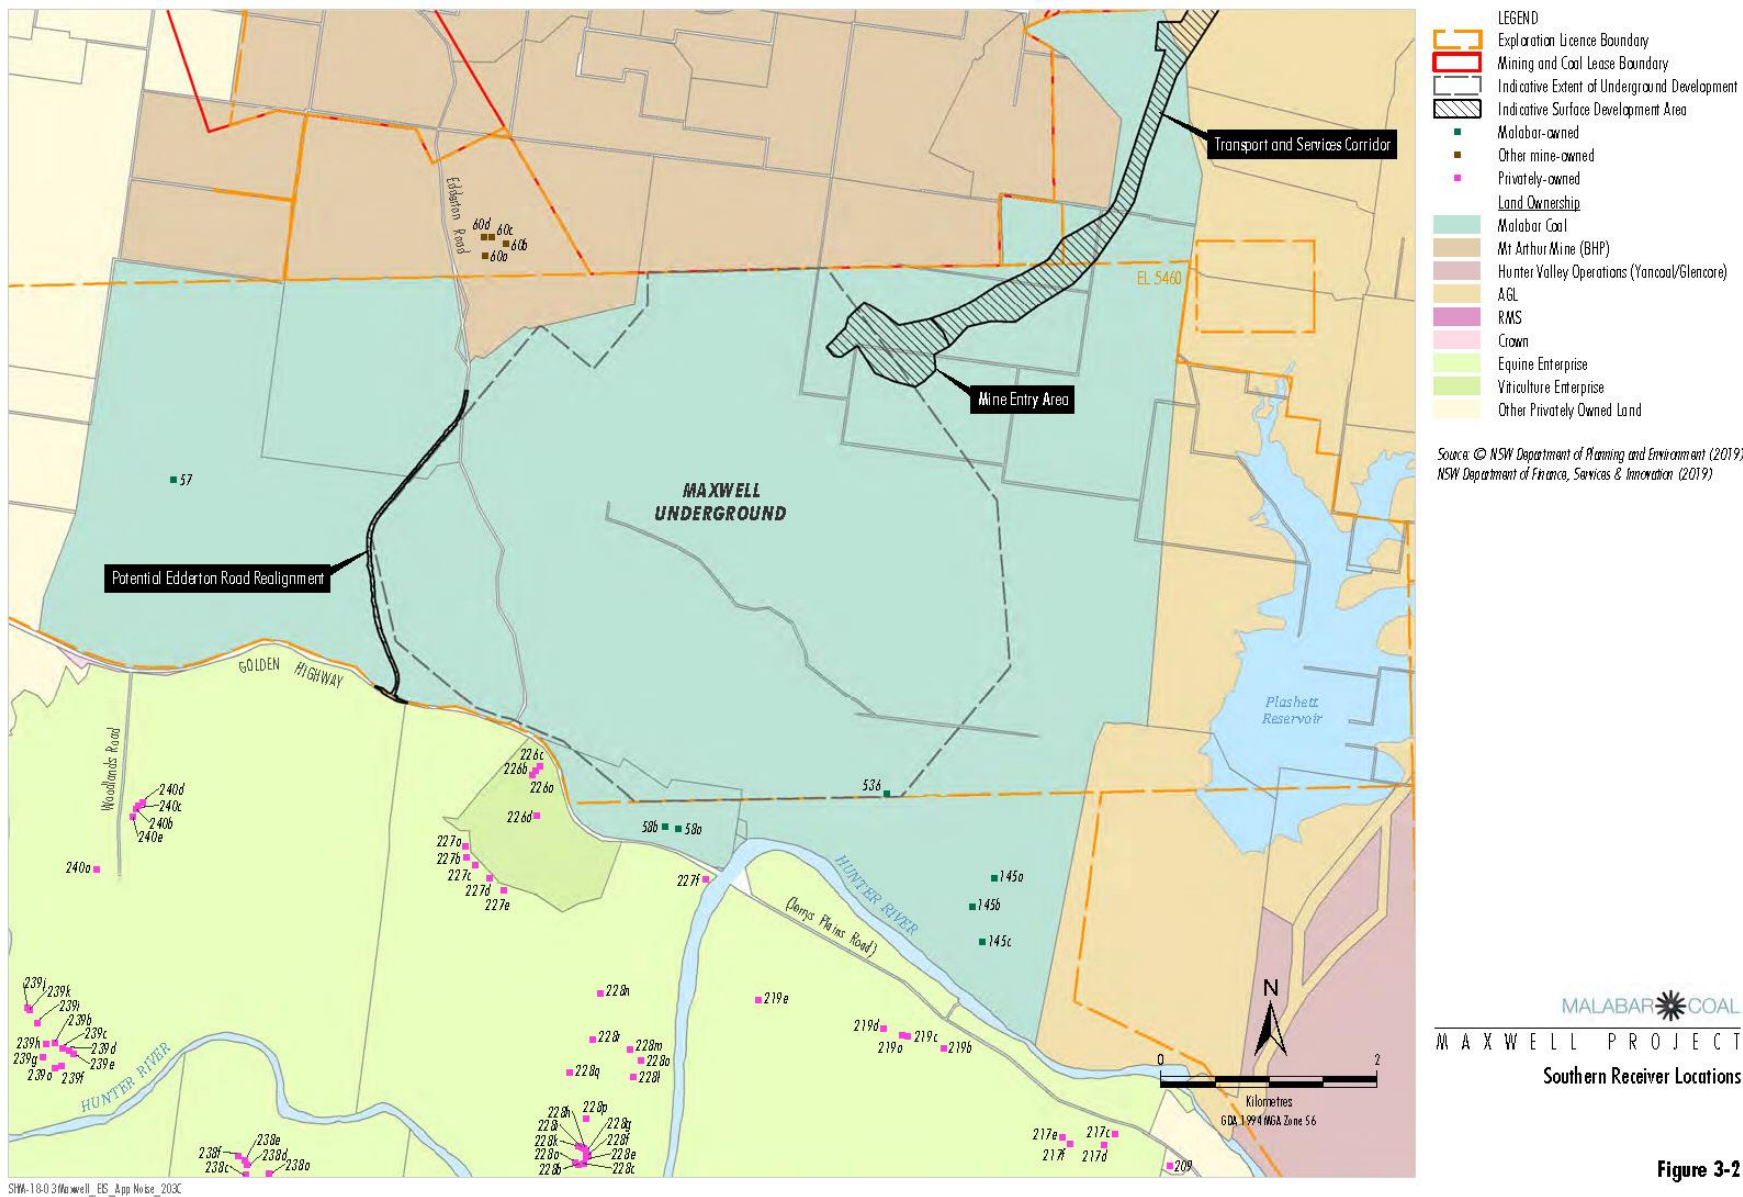 LEGEND
Exploration Licence Boundary
Mining and Coal Lease Boundary
Indicative Extent of Underground Development
Indicative Surface Development Area
Malabar-owned
Other mine-owned
Privately-owned
Land Ownership
Malabar Coal
Mt Arthur Mine (BHP)
Hunter Valley Operations (Yancoal/Glencore)
AGL
RMS
Crown
Equine Enterprise
Viticulture Enterprise
Other Privately Owned Land
Source: © NSW Department of Planning and Environment (2019)
NSW Department of Finance, Services & Innovation (2019)
Transport and Services Corridor
Edderton Road
60d
60c
60b
60a
EL 5460
Mine Entry Area
57
MAXWELL
UNDERGROUND
Potential Edderton Road Realignment
GOLDEN HIGHWAY
Plashett
Reservoir
Woodlands Road
226c
226b
226a
226d
536
58b
58a
240d
240c
240b
240e
240a
227a
227b
227c
227d
227e
227f
HUNTER RIVER
(Jerrys Plains Road)
145a
145b
145c
239j
239k
239i
239b
239c
239h
239d
239g
239e
239a
239f
HUNTER RIVER
228n
219e
228r
228m
228o
228q
228l
219d
219c
219a
219b
228p
228h
228i
228g
228k
228f
228e
228b
228c
238f
238e
238d
238c
238a
217e
217c
217f
217d
209
N
0 2
Kilometres
GDA 1994 MGA Zone 56
MALABAR COAL
MAXWELL PROJECT
Southern Receiver Locations
Figure 3-2
SHM-18-03 Maxwell_EIS_App Noise_203C